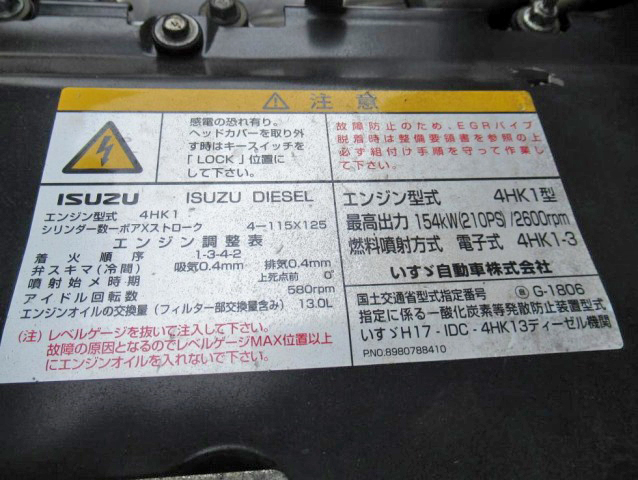 ⚠ 注意
感電の恐れ有り。
ヘッドカバーを取り外
す時はキースイッチを
「LOCK」位置に
して下さい。
故障防止のため、EGRパイプ
脱着時は整備要領書を参照の上
必ず組付け手順を守って作業し
て下さい。
ISUZU ISUZU DIESEL
エンジン型式 4HK1
シリンダー数ーボアXストローク 4-115X125
エンジン調整表
着火順序 1-3-4-2
弁スキマ(冷間) 吸気0.4mm 排気0.4mm
噴射始メ時期 上死点前 0°
アイドル回転数 580rpm
エンジンオイルの交換量(フィルター部交換量含み) 13.0L
(注) レベルゲージを抜いて注入して下さい。
故障の原因となるのでレベルゲージMAX位置以上
にエンジンオイルを入れないで下さい。
エンジン型式 4HK1型
最高出力 154kW(210PS)/2600rpm
燃料噴射方式 電子式 4HK1-3
いすゞ自動車株式会社
国土交通省型式指定番号 G-1806
指定に係る一酸化炭素等発散防止装置型式
いすゞH17-IDC-4HK13ディーゼル機関
PNO.8980788410